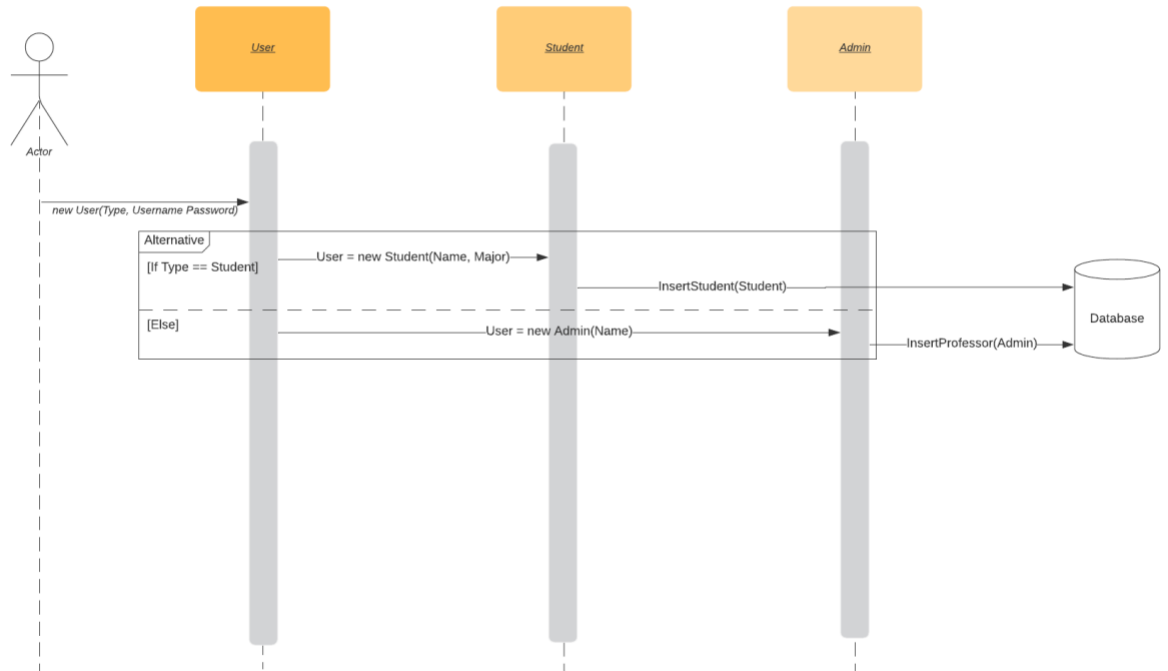 User
Student
Admin
Actor
new User(Type, Username Password)
Alternative
[If Type == Student]
User = new Student(Name, Major)
InsertStudent(Student)
[Else]
User = new Admin(Name)
InsertProfessor(Admin)
Database